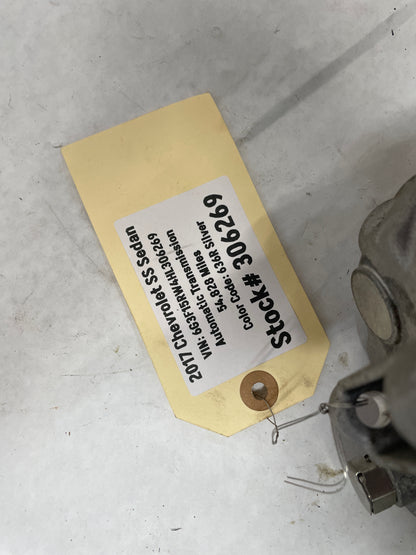 2017 Chevrolet SS Sedan
VIN: 6G3F15RW4HL306269
Automatic Transmission
54,828 Miles
Color Code: 636R Silver
Stock# 306269